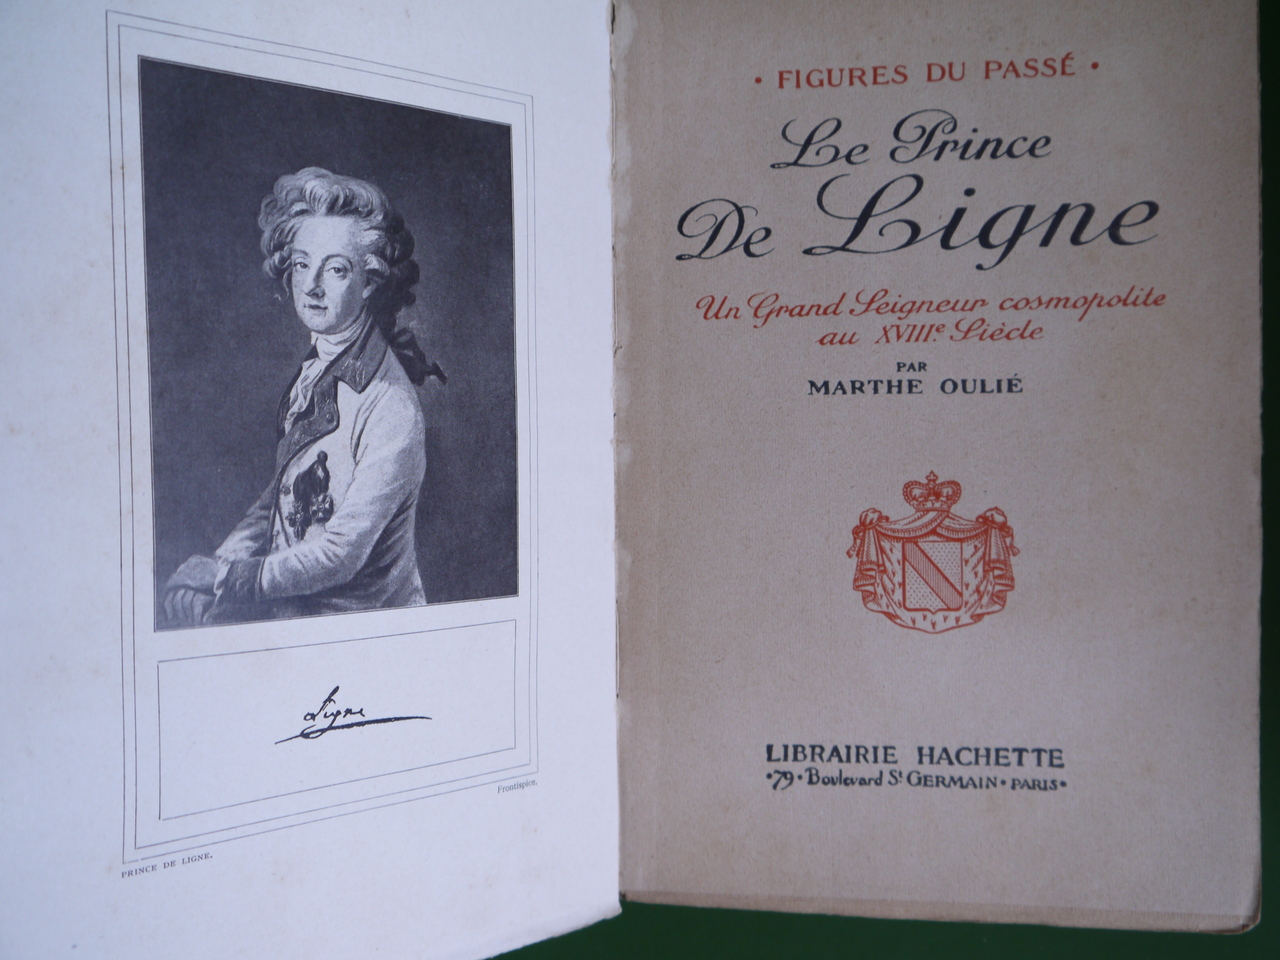 Ligne
Frontispice.
PRINCE DE LIGNE.
• FIGURES DU PASSÉ •
Le Prince
De Ligne
Un Grand Seigneur cosmopolite
au XVIIIe. Siècle
PAR
MARTHE OULIÉ
LIBRAIRIE HACHETTE
•79• Boulevard St GERMAIN • PARIS•